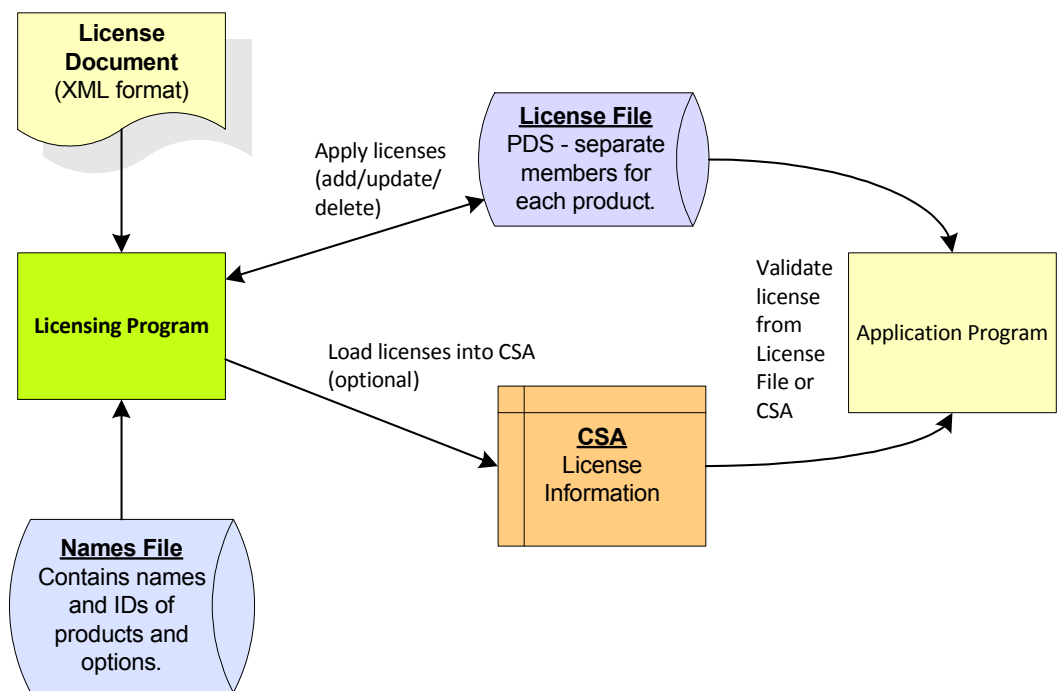 License
Document
(XML format)
Apply licenses
(add/update/
delete)
License File
PDS - separate
members for
each product.
Licensing Program
Validate
license
from
License
File or
CSA
Application Program
Load licenses into CSA
(optional)
CSA
License
Information
Names File
Contains names
and IDs of
products and
options.